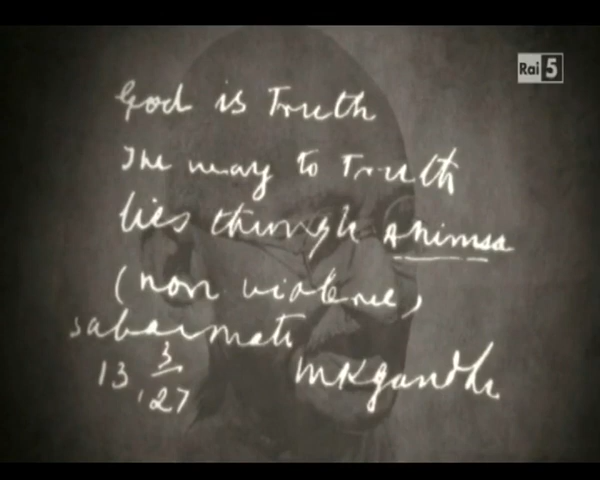 Rai 5
God is Truth
The way to Truth
lies through ahimsa
(non violence)
Sabarmati
13 3
'27
MKGandhi